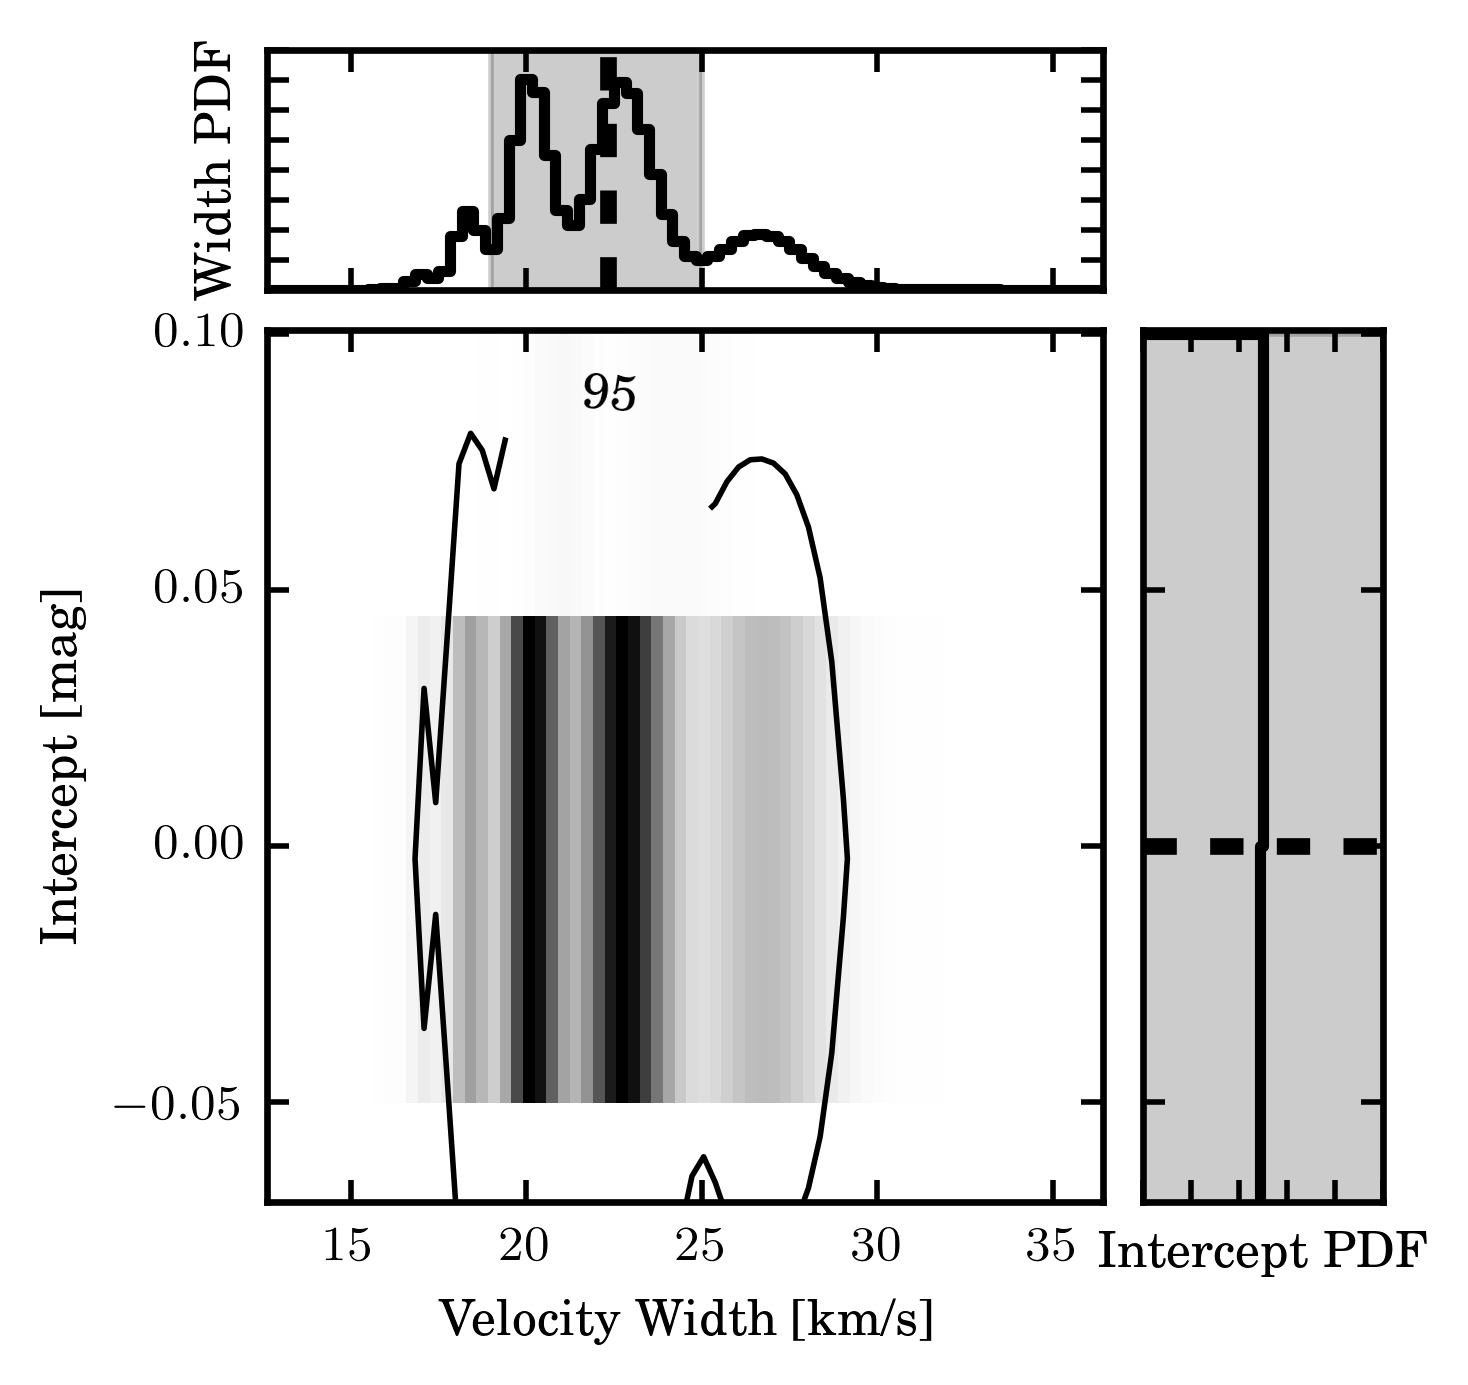 Width PDF
0.10
95
0.05
0.00
−0.05
Intercept [mag]
15 20 25 30 35
Intercept PDF
Velocity Width [km/s]